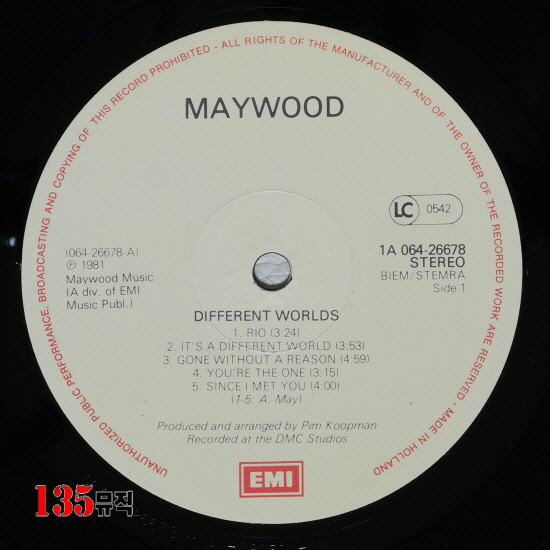 UNAUTHORIZED PUBLIC PERFORMANCE, BROADCASTING AND COPYING OF THIS RECORD PROHIBITED - ALL RIGHTS OF THE MANUFACTURER AND OF THE OWNER OF THE RECORDED WORK ARE RESERVED - MADE IN HOLLAND
MAYWOOD
LC 0542
(064-26678-A)
℗ 1981
Maywood Music
(A div. of EMI
Music Publ.)
1A 064-26678
STEREO
BIEM/STEMRA
Side 1
DIFFERENT WORLDS
1. RIO (3:24)
2. IT'S A DIFFERENT WORLD (3:53)
3. GONE WITHOUT A REASON (4:59)
4. YOU'RE THE ONE (3:15)
5. SINCE I MET YOU (4:00)
(1-5: A. May)
Produced and arranged by Pim Koopman
Recorded at the DMC Studios
EMI
135뮤직